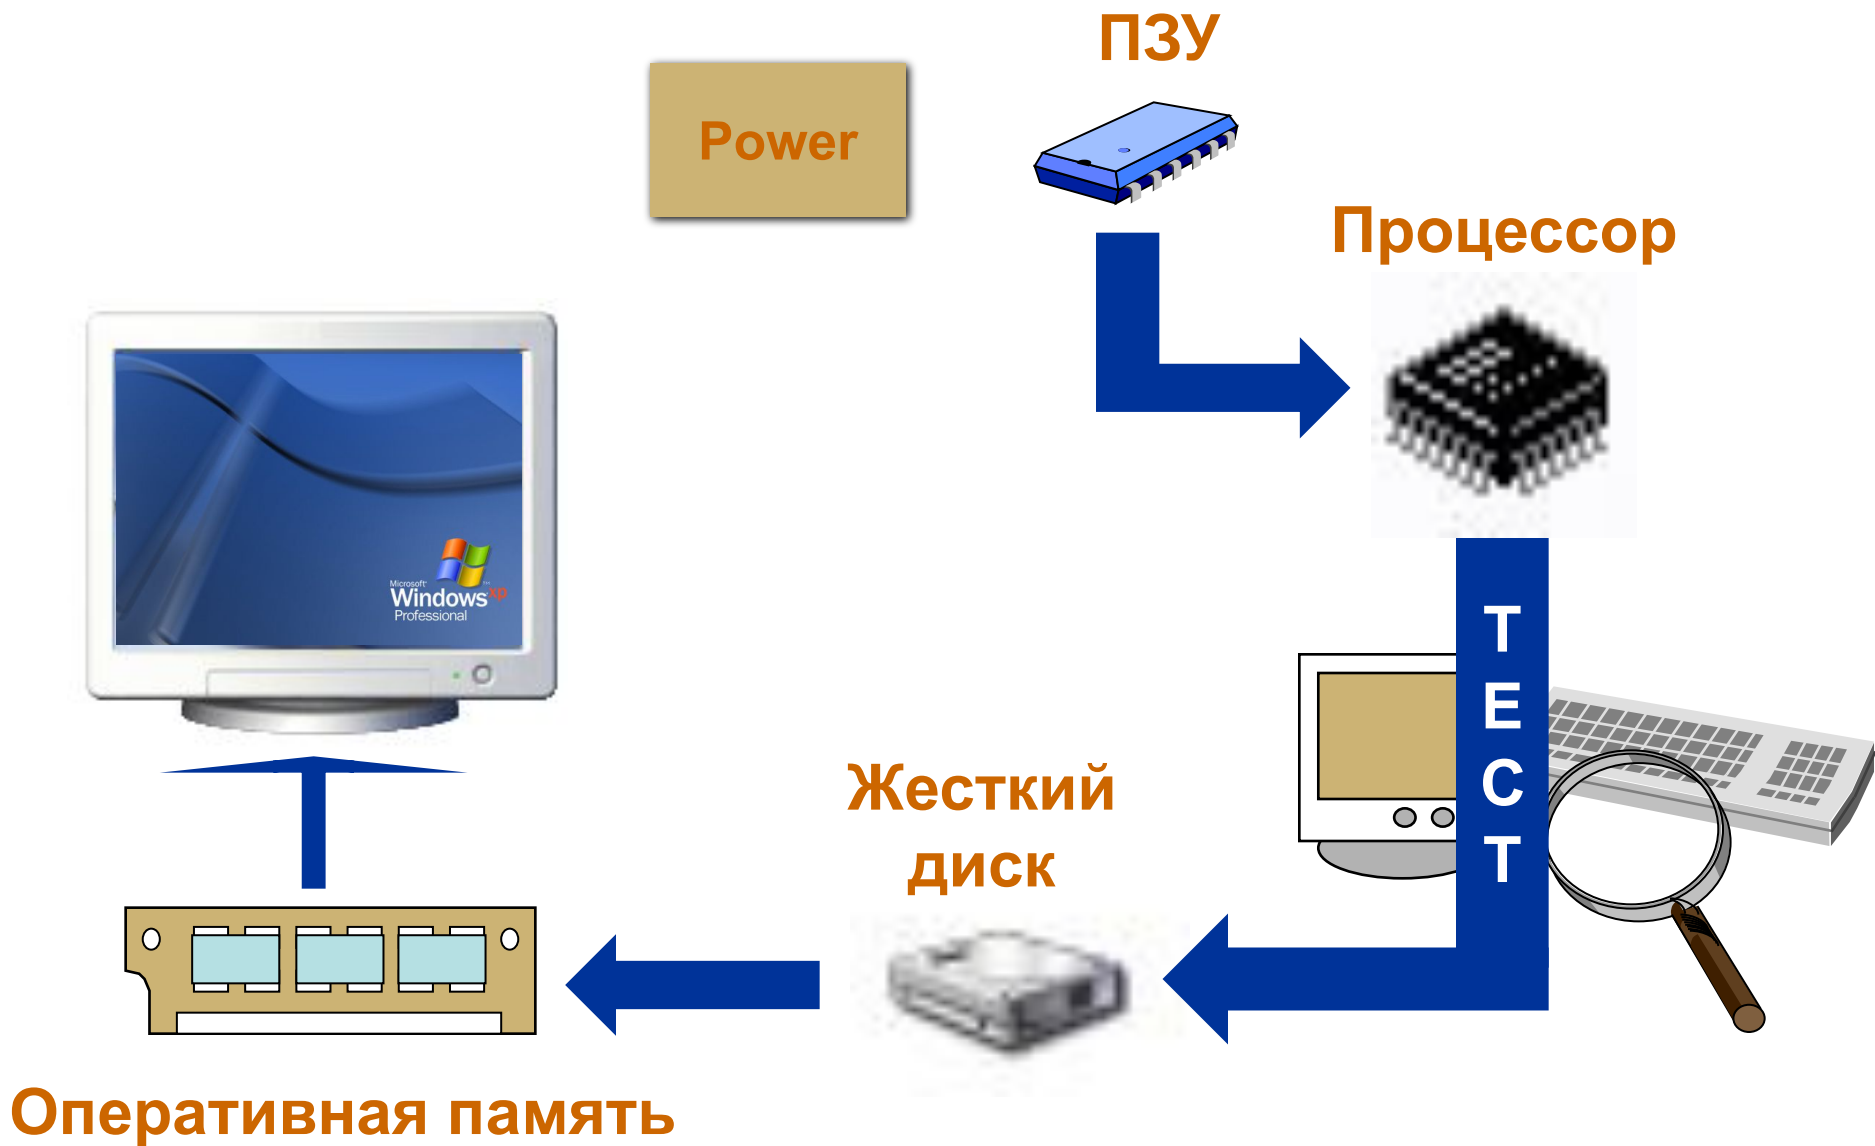 ПЗУ
Power
Процессор
Microsoft
Windows xp
Professional
Т
Е
С
Т
Жесткий
диск
Оперативная память